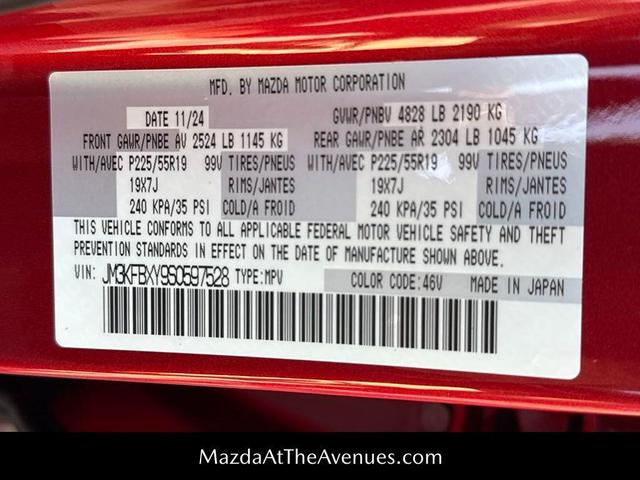 MFD. BY MAZDA MOTOR CORPORATION
DATE 11/24 GVWR/PNBV 4828 LB 2190 KG
FRONT GAWR/PNBE AV 2524 LB 1145 KG REAR GAWR/PNBE AR 2304 LB 1045 KG
WITH/AVEC P225/55R19 99V TIRES/PNEUS WITH/AVEC P225/55R19 99V TIRES/PNEUS
19X7J RIMS/JANTES 19X7J RIMS/JANTES
240 KPA/35 PSI COLD/A FROID 240 KPA/35 PSI COLD/A FROID
THIS VEHICLE CONFORMS TO ALL APPLICABLE FEDERAL MOTOR VEHICLE SAFETY AND THEFT
PREVENTION STANDARDS IN EFFECT ON THE DATE OF MANUFACTURE SHOWN ABOVE.
VIN: JM3KFBXY9S0597528 TYPE:MPV COLOR CODE:46V MADE IN JAPAN
MazdaAtTheAvenues.com